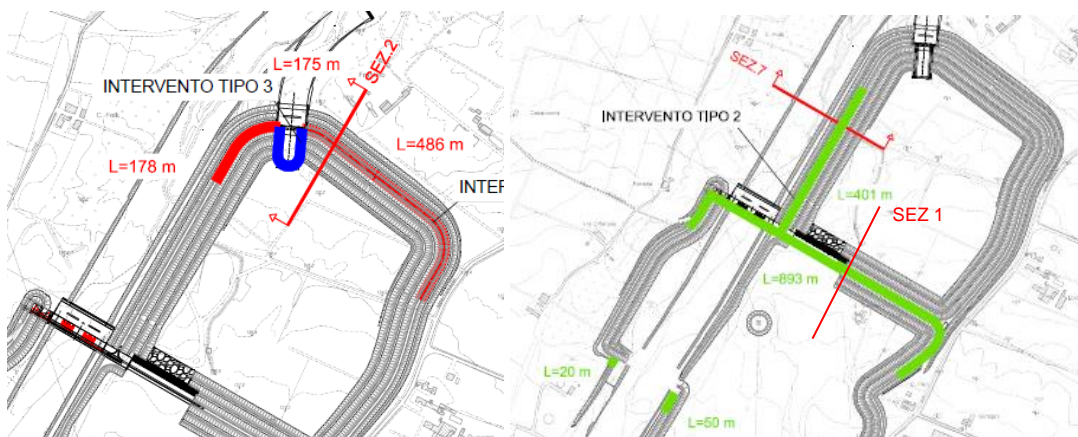 L=175 m
SEZ.2
INTERVENTO TIPO 3
L=178 m
L=486 m
INTER
SEZ.7
INTERVENTO TIPO 2
L=401 m
SEZ 1
L=893 m
L=20 m
L=50 m